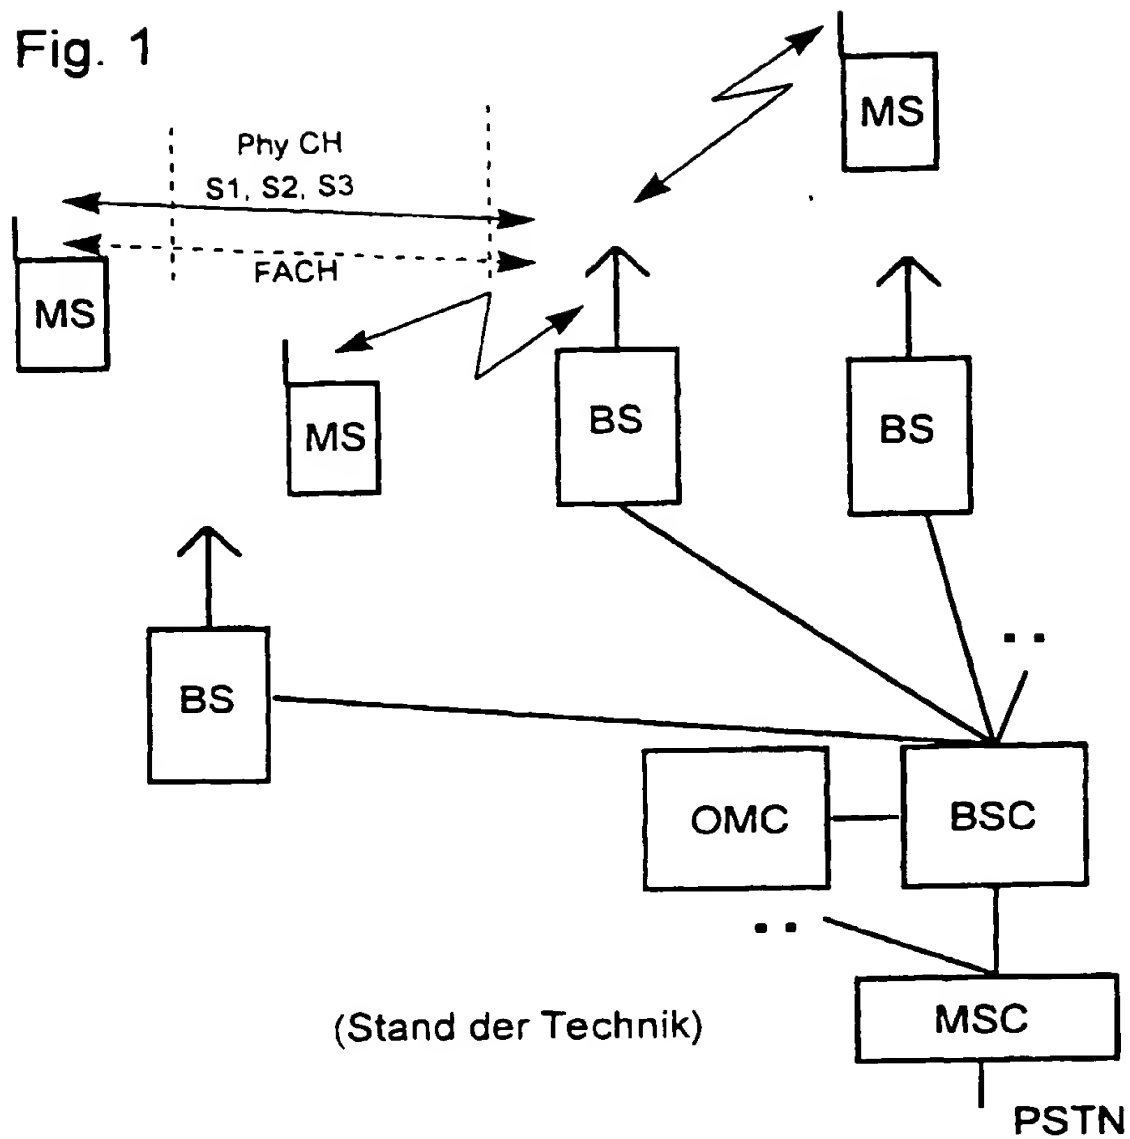 Fig. 1
MS
Phy CH
S1, S2, S3
FACH
MS
MS
BS
BS
BS
OMC
BSC
MSC
(Stand der Technik)
PSTN